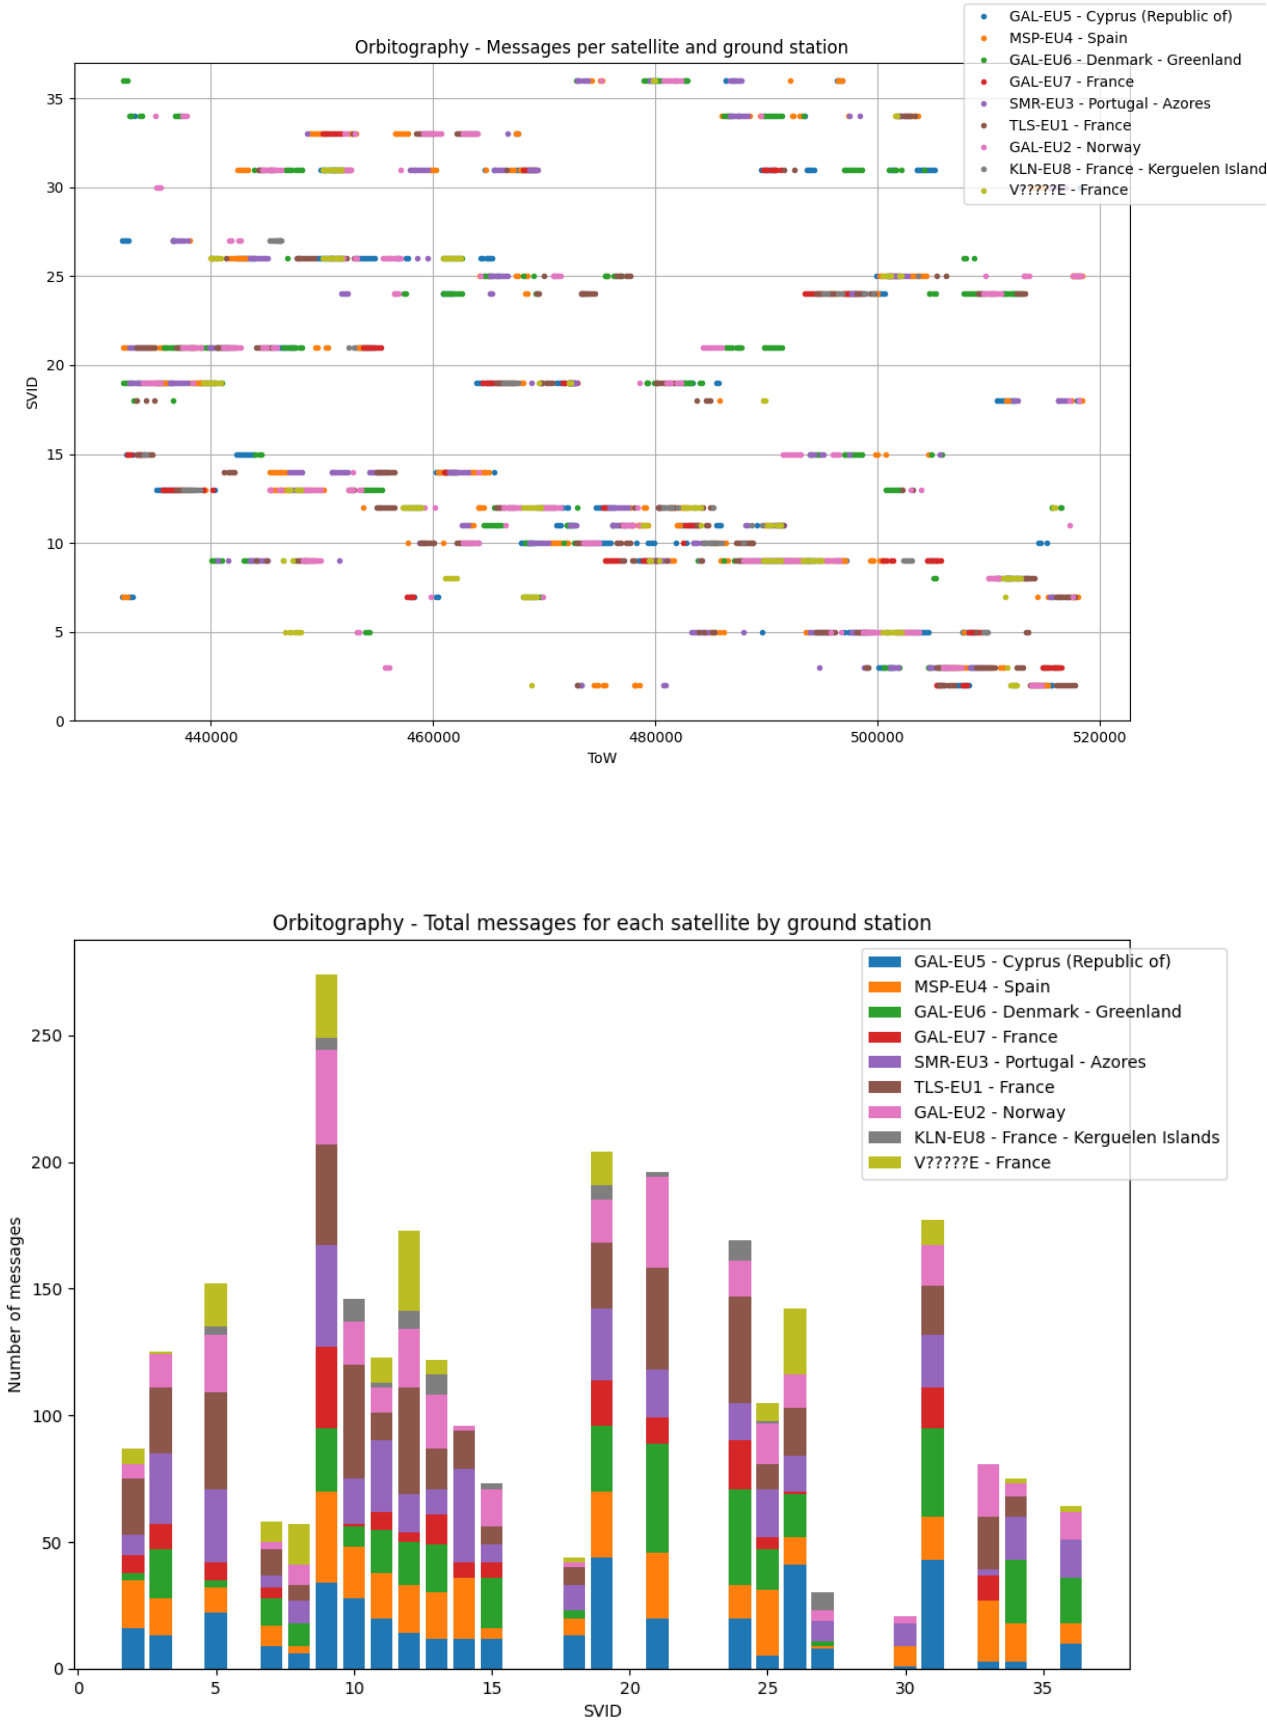 Orbitography - Messages per satellite and ground station
GAL-EU5 - Cyprus (Republic of)
MSP-EU4 - Spain
GAL-EU6 - Denmark - Greenland
GAL-EU7 - France
SMR-EU3 - Portugal - Azores
TLS-EU1 - France
GAL-EU2 - Norway
KLN-EU8 - France - Kerguelen Island
V?????E - France
SVID
35
30
25
20
15
10
5
0
440000 460000 480000 500000 520000
ToW
Orbitography - Total messages for each satellite by ground station
GAL-EU5 - Cyprus (Republic of)
MSP-EU4 - Spain
GAL-EU6 - Denmark - Greenland
GAL-EU7 - France
SMR-EU3 - Portugal - Azores
TLS-EU1 - France
GAL-EU2 - Norway
KLN-EU8 - France - Kerguelen Islands
V?????E - France
Number of messages
250
200
150
100
50
0
0 5 10 15 20 25 30 35
SVID